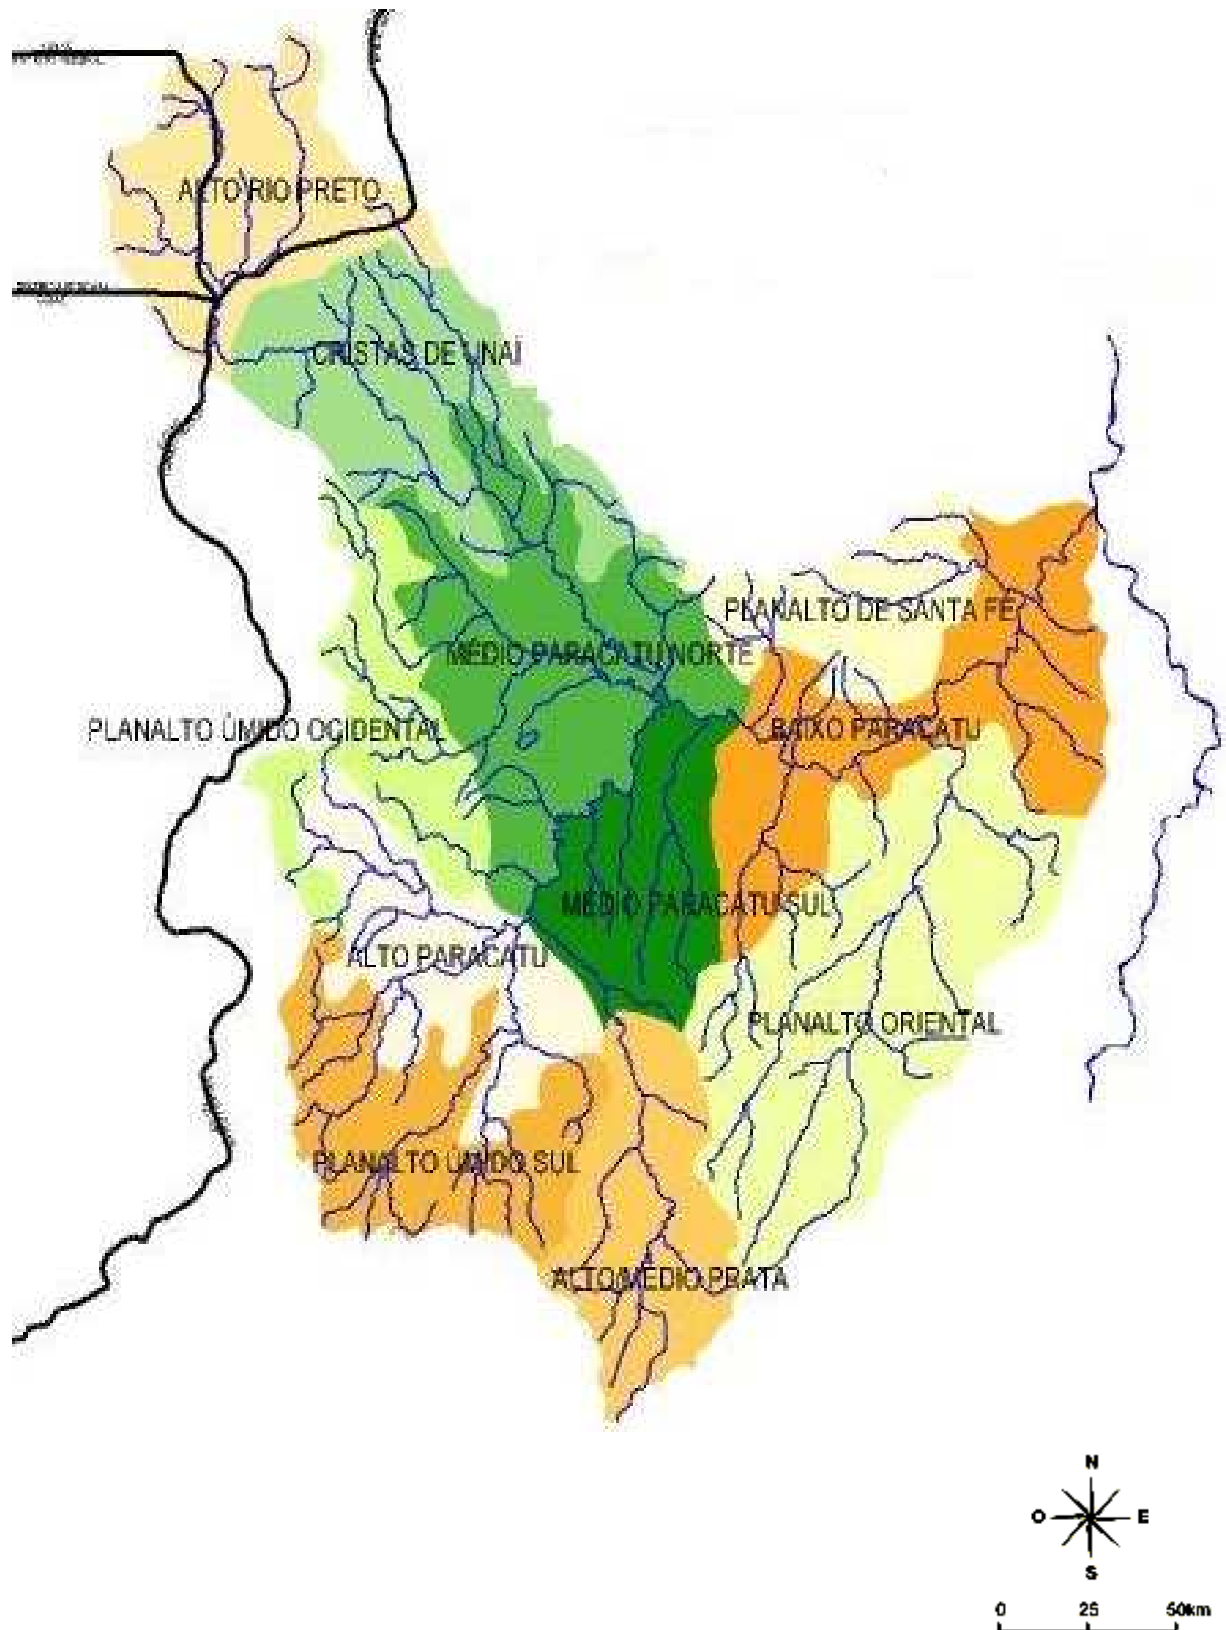 ALTO RIO PRETO
CRISTAS DE UNAÍ
PLANALTO DE SANTA FÉ
MÉDIO PARACATU NORTE
PLANALTO ÚMIDO OCIDENTAL
BAIXO PARACATU
MÉDIO PARACATU SUL
ALTO PARACATU
PLANALTO ORIENTAL
PLANALTO ÚMIDO SUL
ALTO/MÉDIO PRATA
N
O E
S
0 25 50km